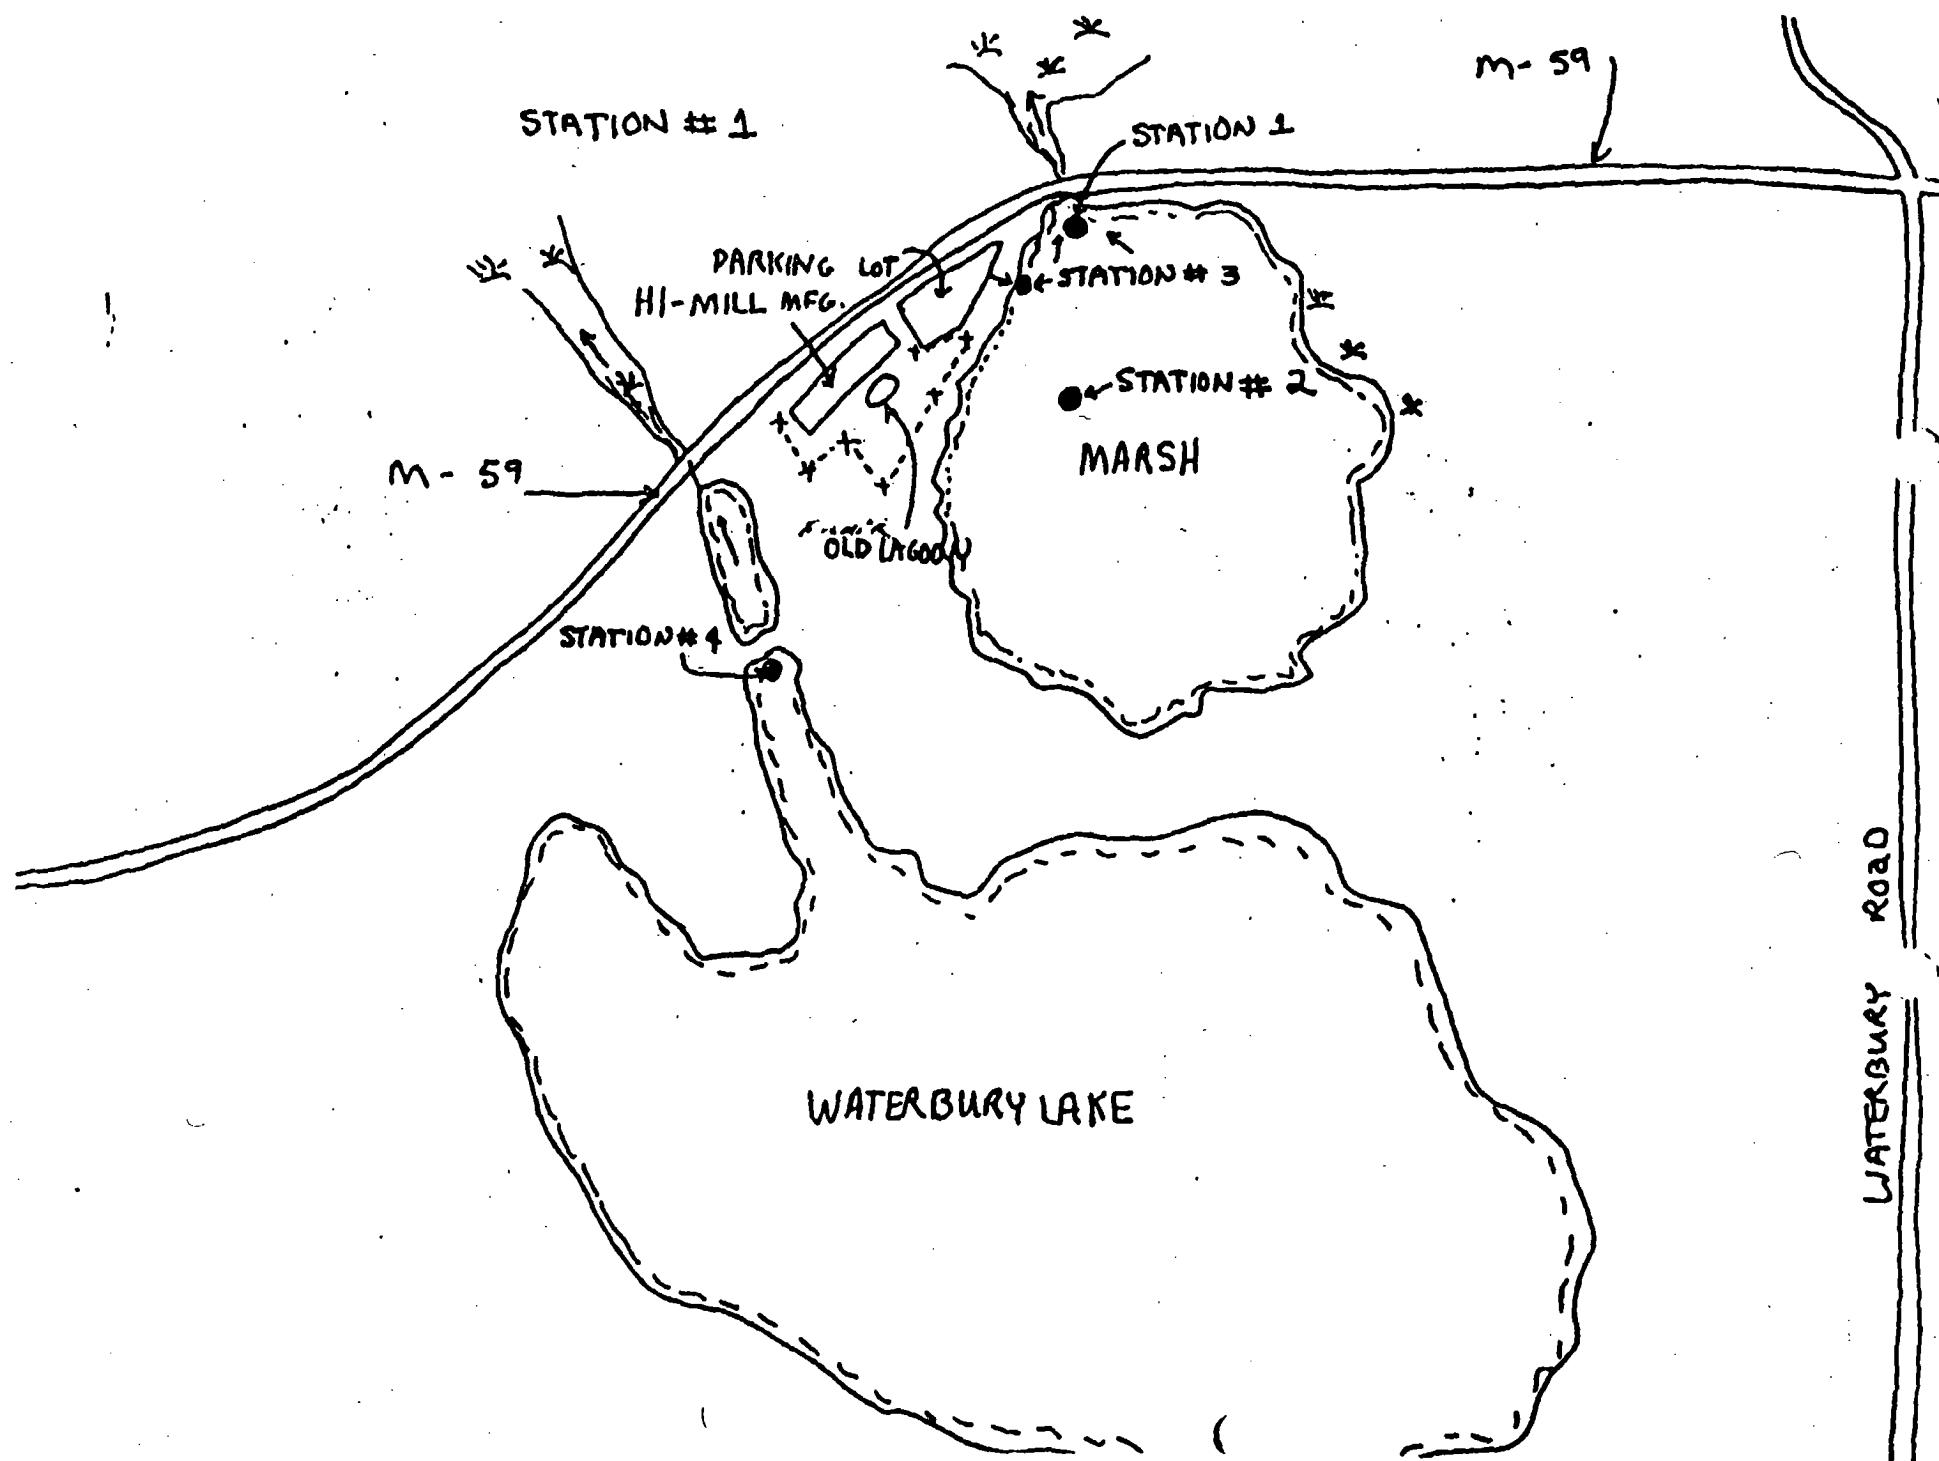 M-59
STATION # 1
STATION 1
PARKING LOT
STATION # 3
HI-MILL MFG.
STATION # 2
MARSH
M-59
OLD LAGOON
STATION # 4
WATERBURY LAKE
WATERBURY ROAD